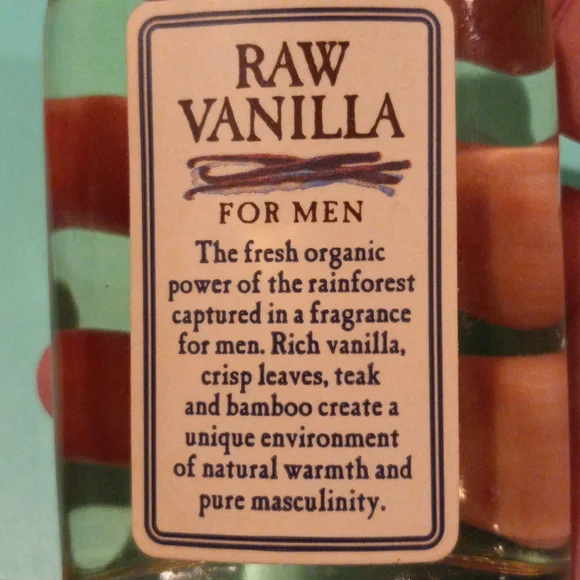 RAW
VANILLA
FOR MEN
The fresh organic
power of the rainforest
captured in a fragrance
for men. Rich vanilla,
crisp leaves, teak
and bamboo create a
unique environment
of natural warmth and
pure masculinity.